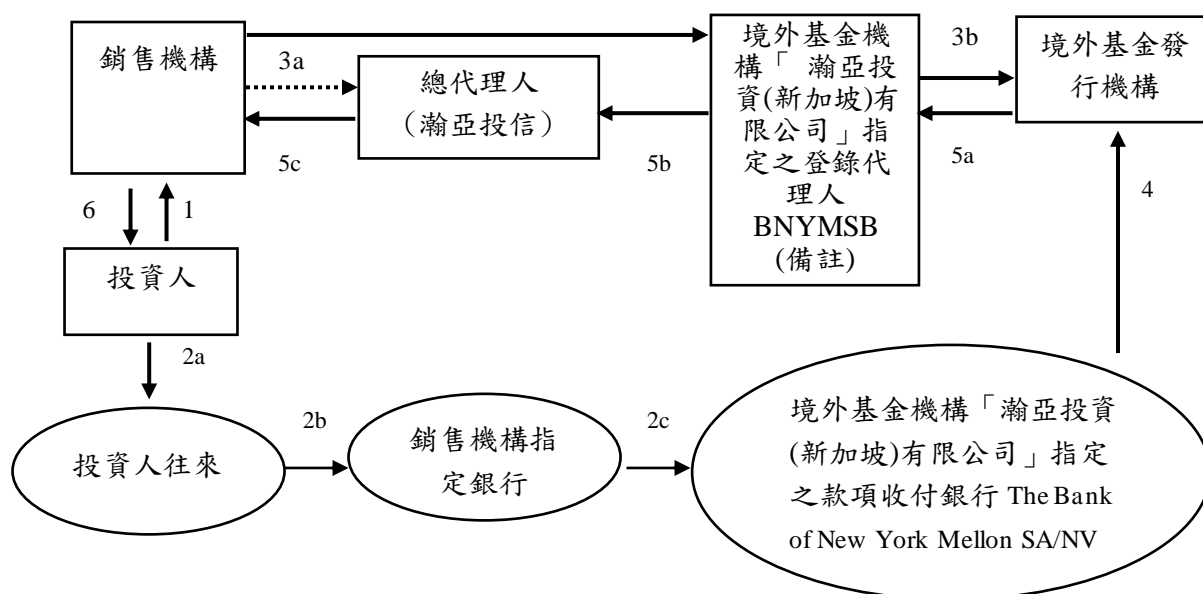 銷售機構
3a
總代理人
（瀚亞投信）
5c
境外基金機
構「 瀚亞投
資(新加坡)有
限公司」指
定之登錄代
理人
BNYMSB
(備註)
5b
3b
5a
境外基金發
行機構
4
6
1
投資人
2a
投資人往來
2b
銷售機構指
定銀行
2c
境外基金機構「瀚亞投資
(新加坡)有限公司」指定
之款項收付銀行 The Bank
of New York Mellon SA/NV